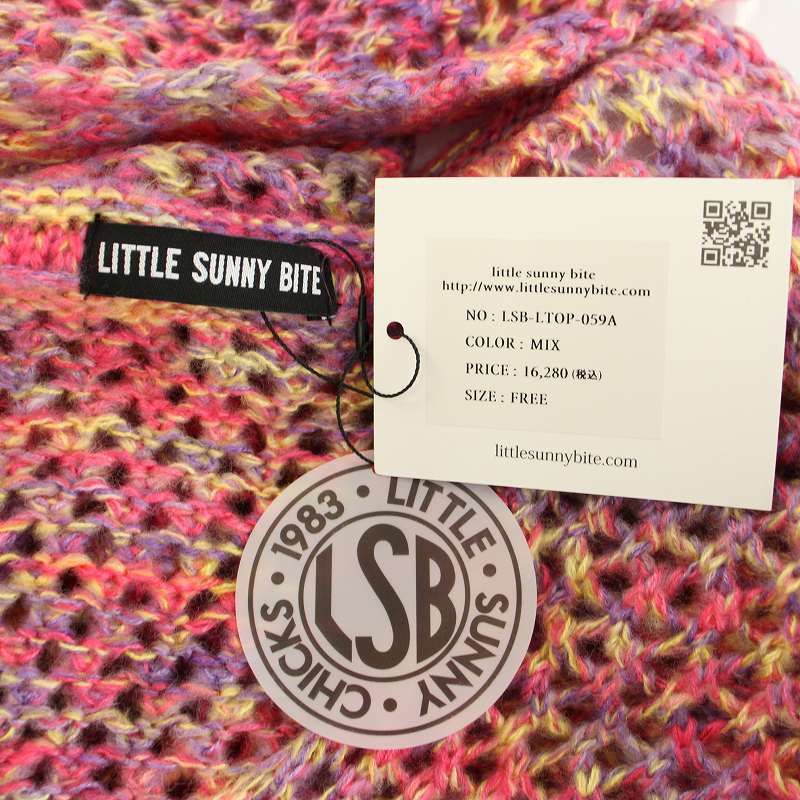 LITTLE SUNNY BITE
little sunny bite
http://www.littlesunnybite.com
NO : LSB-LTOP-059A
COLOR : MIX
PRICE : 16,280 (税込)
SIZE : FREE
littlesunnybite.com
1983 • LITTLE • SUNNY • CHICKS •
LSB